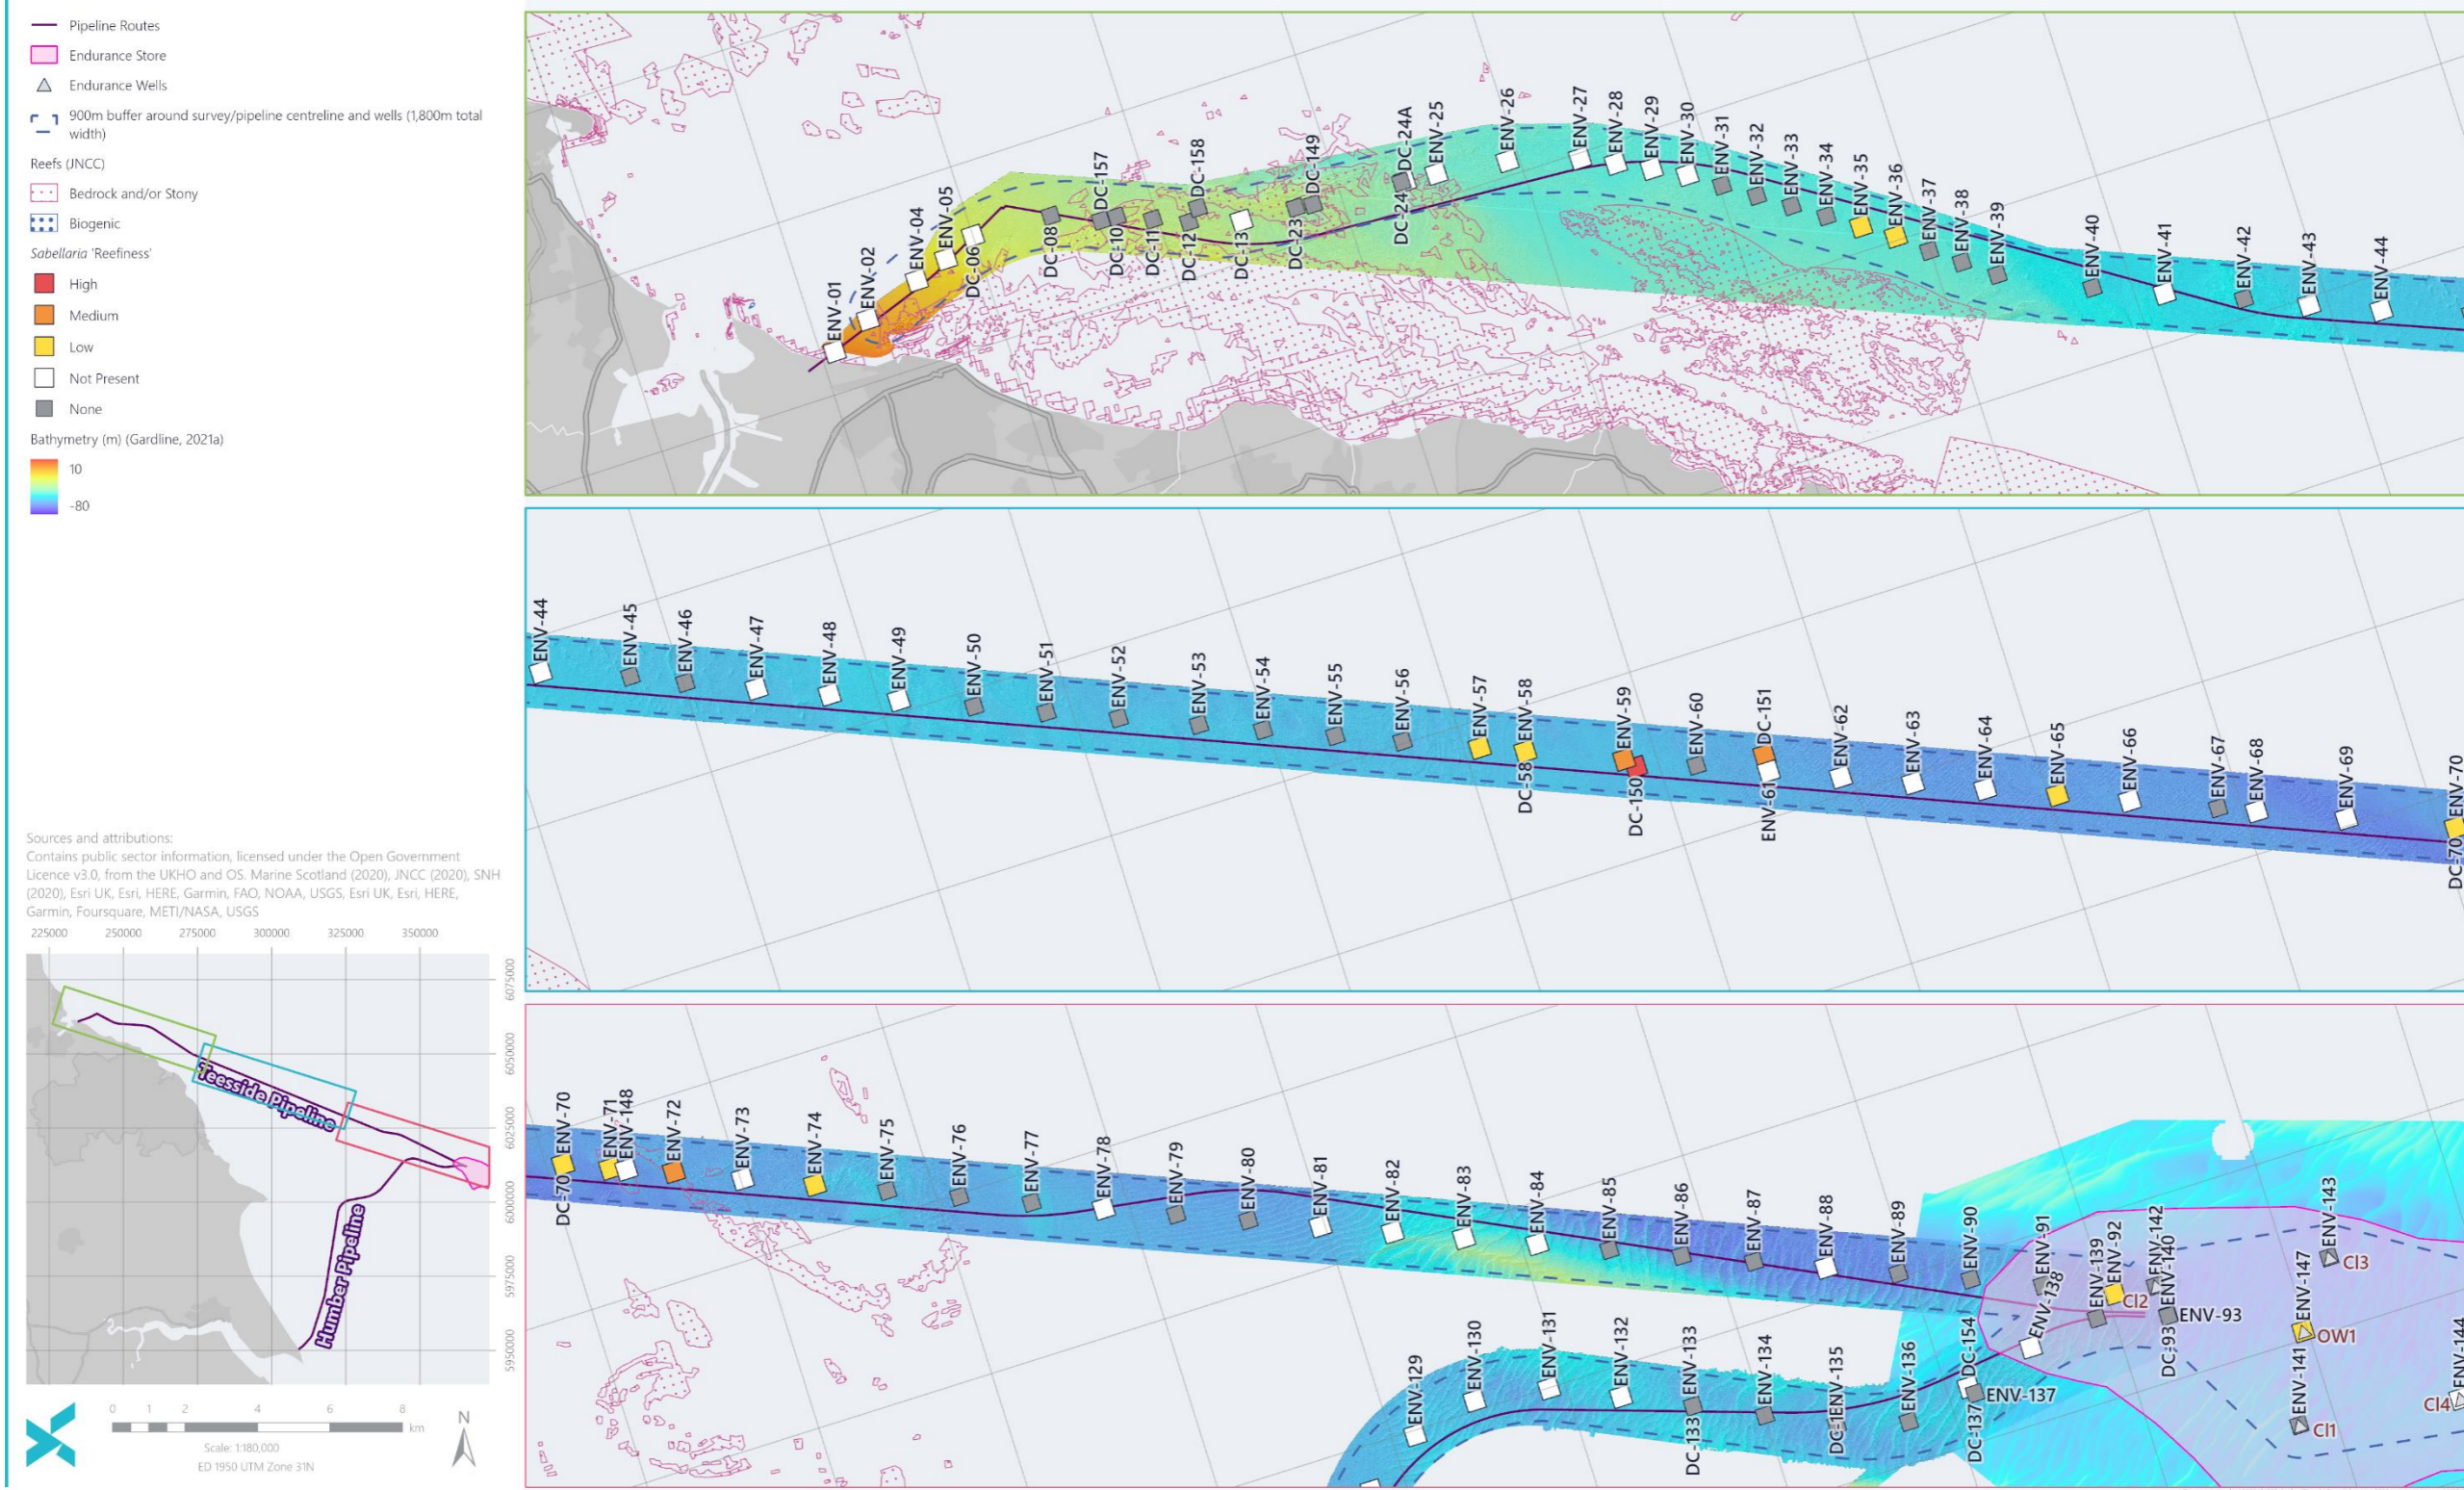 Pipeline Routes
Endurance Store
Endurance Wells
900m buffer around survey/pipeline centreline and wells (1,800m total
width)
Reefs (JNCC)
Bedrock and/or Stony
Biogenic
Sabellaria 'Reefiness'
High
Medium
Low
Not Present
None
Bathymetry (m) (Gardline, 2021a)
10
-80
Sources and attributions:
Contains public sector information, licensed under the Open Government
Licence v3.0, from the UKHO and OS. Marine Scotland (2020), JNCC (2020), SNH
(2020), Esri UK, Esri, HERE, Garmin, FAO, NOAA, USGS, Esri UK, Esri, HERE,
Garmin, Foursquare, METI/NASA, USGS
225000 250000 275000 300000 325000 350000
6075000
6050000
6025000
6000000
5975000
5950000
Teesside Pipeline
Humber Pipeline
0 1 2 4 6 8
km
N
Scale: 1:180,000
ED 1950 UTM Zone 31N
ENV-01
ENV-02
ENV-04
ENV-05
DC-06
DC-08
DC-157
DC-10
DC-11
DC-12
DC-158
DC-13
DC-23
DC-149
DC-24
DC-24A
ENV-25
ENV-26
ENV-27
ENV-28
ENV-29
ENV-30
ENV-31
ENV-32
ENV-33
ENV-34
ENV-35
ENV-36
ENV-37
ENV-38
ENV-39
ENV-40
ENV-41
ENV-42
ENV-43
ENV-44
ENV-44
ENV-45
ENV-46
ENV-47
ENV-48
ENV-49
ENV-50
ENV-51
ENV-52
ENV-53
ENV-54
ENV-55
ENV-56
ENV-57
ENV-58
DC-58
ENV-59
DC-150
ENV-60
DC-151
ENV-61
ENV-62
ENV-63
ENV-64
ENV-65
ENV-66
ENV-67
ENV-68
ENV-69
ENV-70
DC-70
ENV-70
DC-70
ENV-71
ENV-148
ENV-72
ENV-73
ENV-74
ENV-75
ENV-76
ENV-77
ENV-78
ENV-79
ENV-80
ENV-81
ENV-82
ENV-83
ENV-84
ENV-85
ENV-86
ENV-87
ENV-88
ENV-89
ENV-90
ENV-91
ENV-138
ENV-139
ENV-92
CI2
ENV-142
ENV-140
ENV-93
DC-93
ENV-143
CI3
ENV-147
OW1
ENV-141
CI1
ENV-144
CI4
ENV-129
ENV-130
ENV-131
ENV-132
ENV-133
DC-133
ENV-134
ENV-135
ENV-136
DC-154
ENV-137
DC-137